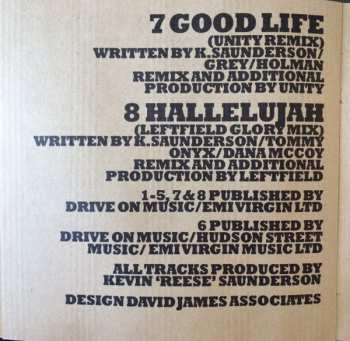 7 GOOD LIFE
(UNITY REMIX)
WRITTEN BY K.SAUNDERSON/
GREY/HOLMAN
REMIX AND ADDITIONAL
PRODUCTION BY UNITY
8 HALLELUJAH
(LEFTFIELD GLORY MIX)
WRITTEN BY K.SAUNDERSON/TOMMY
ONYX/DANA MCCOY
REMIX AND ADDITIONAL
PRODUCTION BY LEFTFIELD
1-5, 7 & 8 PUBLISHED BY
DRIVE ON MUSIC/EMI VIRGIN LTD
6 PUBLISHED BY
DRIVE ON MUSIC/HUDSON STREET
MUSIC/ EMI VIRGIN MUSIC LTD
ALL TRACKS PRODUCED BY
KEVIN 'REESE' SAUNDERSON
DESIGN DAVID JAMES ASSOCIATES